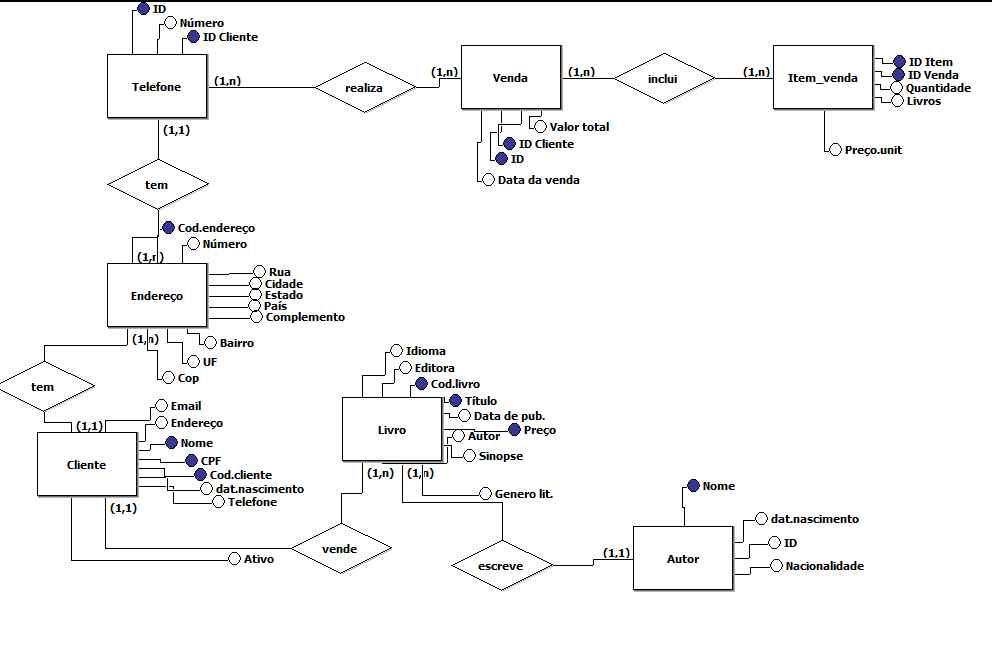 ID
Número
ID Cliente
Telefone
(1,n)
realiza
(1,n)
Venda
(1,n)
inclui
(1,n)
Item_venda
ID Item
ID Venda
Quantidade
Livros
Preço.unit
Valor total
ID Cliente
ID
Data da venda
(1,1)
tem
Cod.endereço
Número
(1,n)
Endereço
Rua
Cidade
Estado
País
Complemento
(1,n)
Bairro
UF
Cop
tem
(1,1)
Email
Endereço
Nome
Cliente
CPF
Cod.cliente
dat.nascimento
Telefone
(1,1)
Ativo
vende
Idioma
Editora
Cod.livro
Título
Data de pub.
Livro
Preço
Autor
Sinopse
(1,n)
(1,n)
Genero lit.
escreve
(1,1)
Nome
Autor
dat.nascimento
ID
Nacionalidade